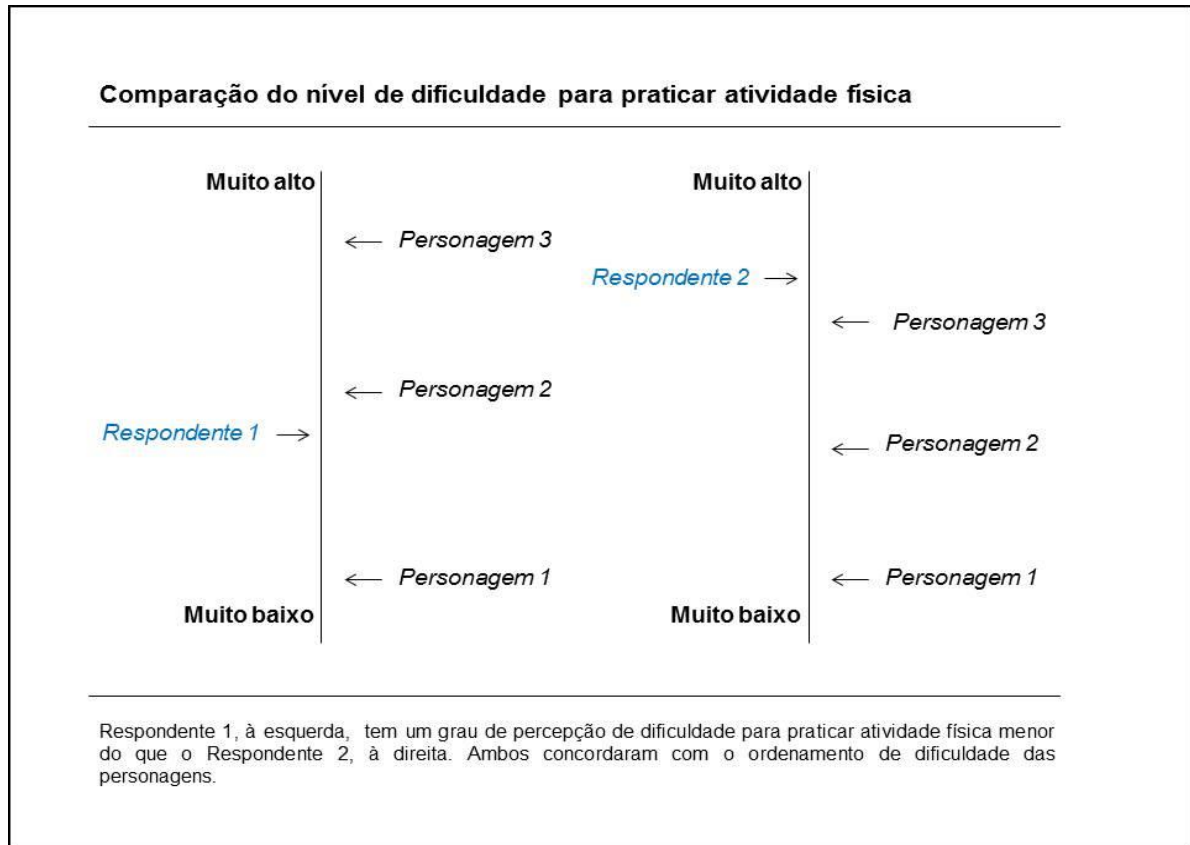 Comparação do nível de dificuldade para praticar atividade física
Muito alto
Personagem 3
Personagem 2
Respondente 1
Personagem 1
Muito baixo
Muito alto
Respondente 2
Personagem 3
Personagem 2
Personagem 1
Muito baixo
Respondente 1, à esquerda, tem um grau de percepção de dificuldade para praticar atividade física menor
do que o Respondente 2, à direita. Ambos concordaram com o ordenamento de dificuldade das
personagens.